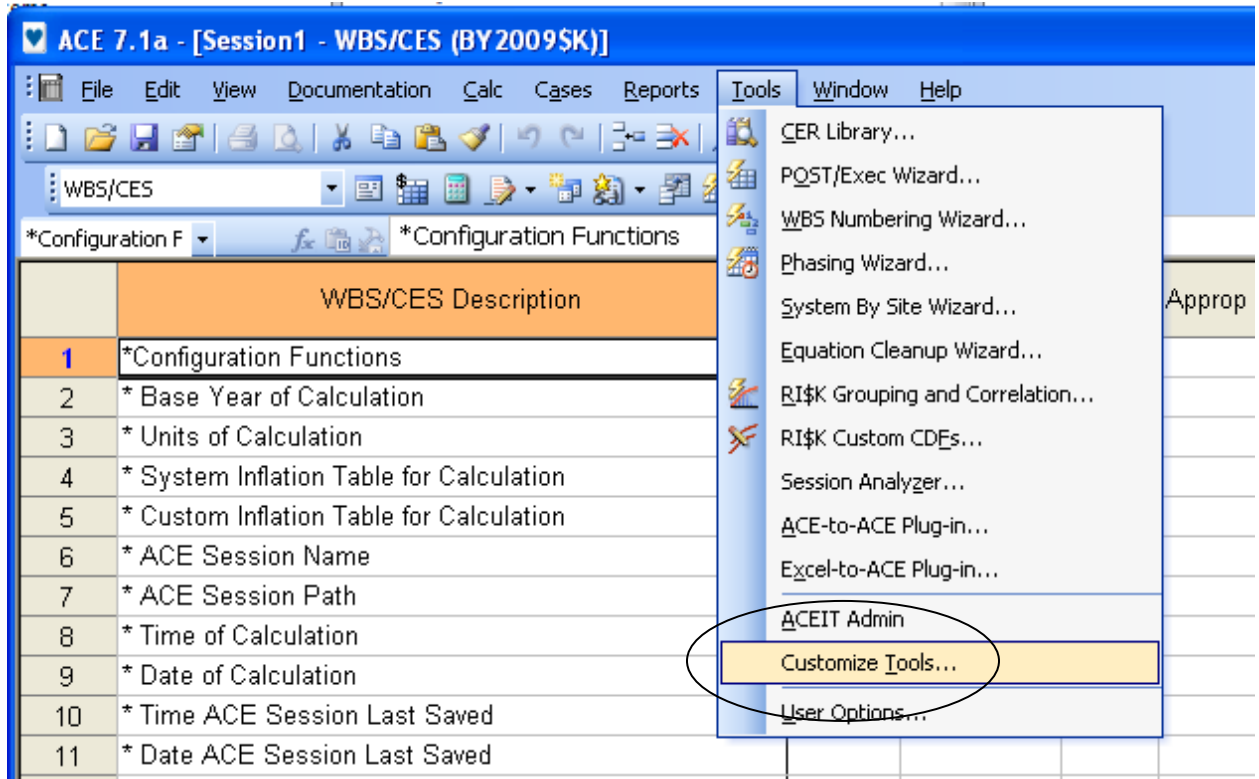 ACE 7.1a - [Session1 - WBS/CES (BY2009$K)]
File Edit View Documentation Calc Cases Reports Tools Window Help
WBS/CES
*Configuration F *Configuration Functions
WBS/CES Description Approp
1 *Configuration Functions
2 * Base Year of Calculation
3 * Units of Calculation
4 * System Inflation Table for Calculation
5 * Custom Inflation Table for Calculation
6 * ACE Session Name
7 * ACE Session Path
8 * Time of Calculation
9 * Date of Calculation
10 * Time ACE Session Last Saved
11 * Date ACE Session Last Saved
CER Library...
POST/Exec Wizard...
WBS Numbering Wizard...
Phasing Wizard...
System By Site Wizard...
Equation Cleanup Wizard...
RI$K Grouping and Correlation...
RI$K Custom CDFs...
Session Analyzer...
ACE-to-ACE Plug-in...
Excel-to-ACE Plug-in...
ACEIT Admin
Customize Tools...
User Options...